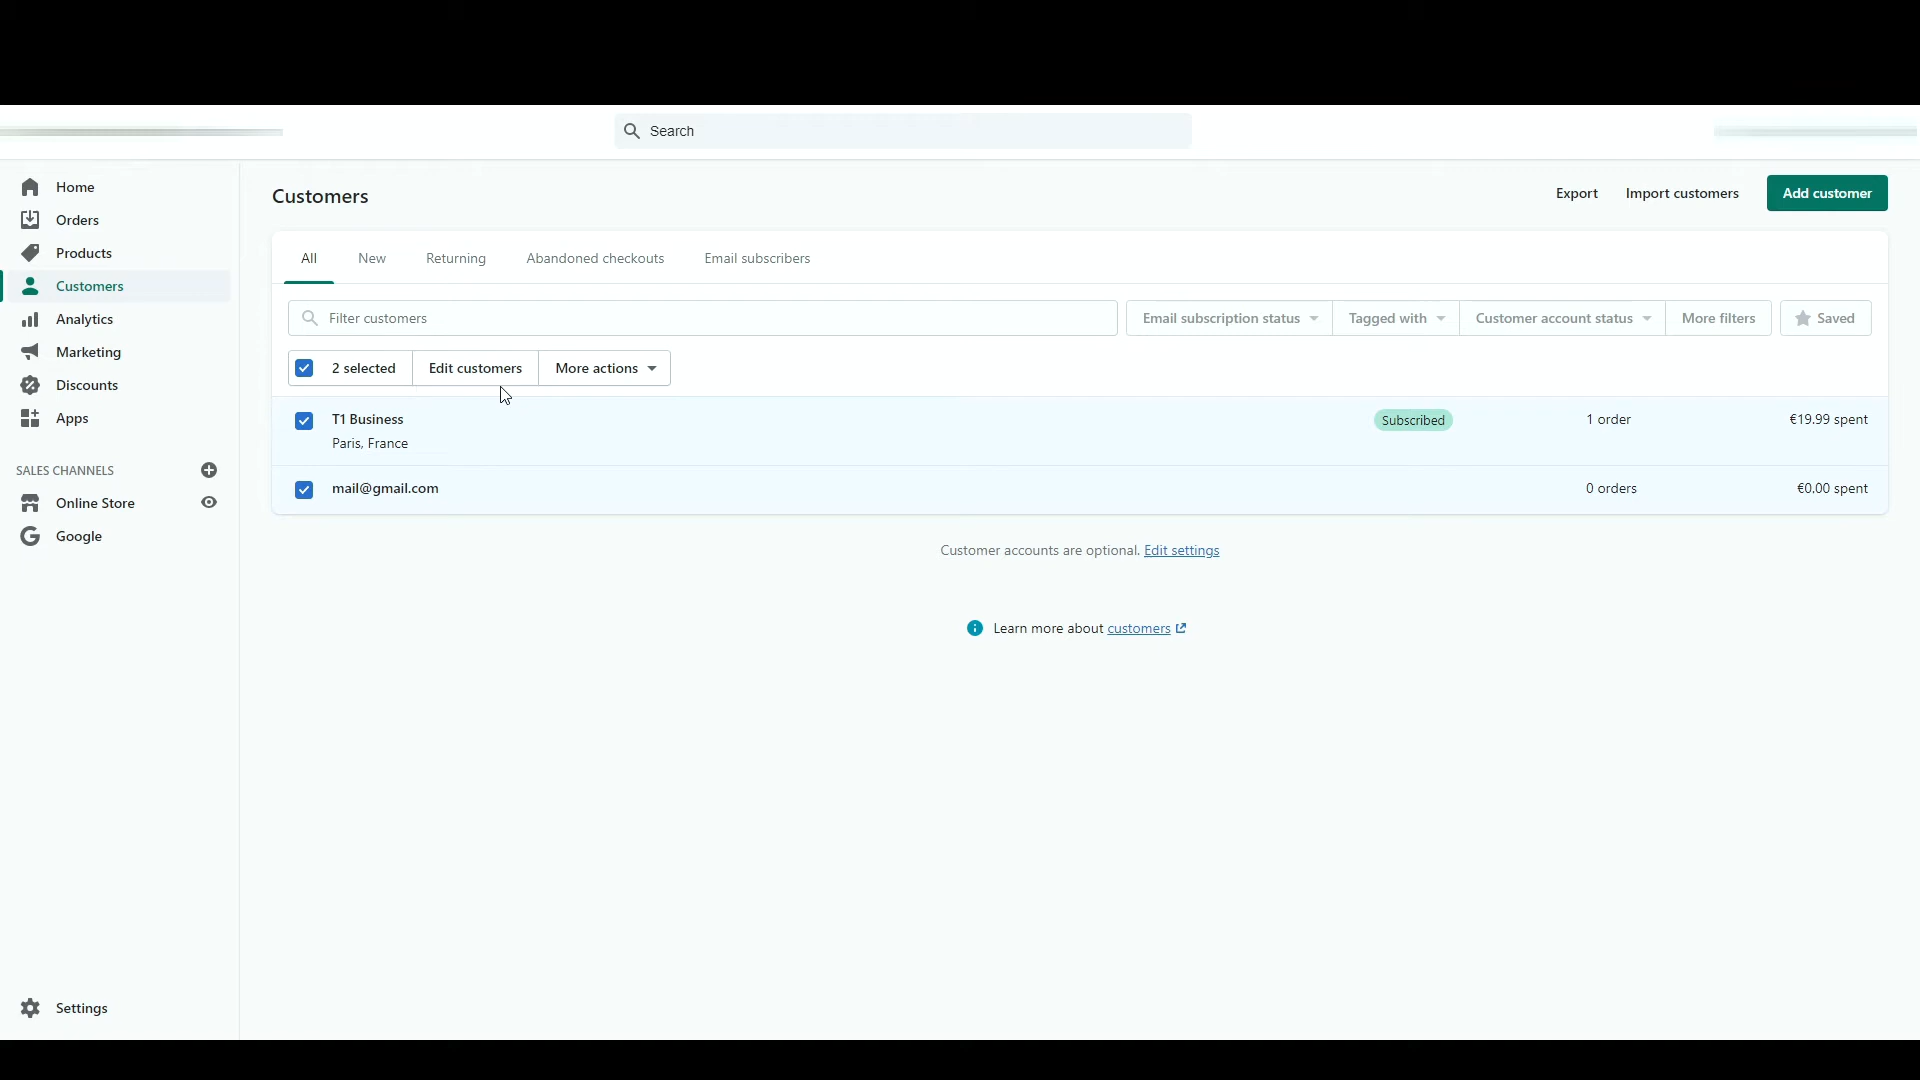 Search
Home
Orders
Products
Customers
Analytics
Marketing
Discounts
Apps
SALES CHANNELS
Online Store
Google
Settings
Customers
Export Import customers Add customer
All New Returning Abandoned checkouts Email subscribers
Filter customers Email subscription status Tagged with Customer account status More filters Saved
2 selected Edit customers More actions
T1 Business Subscribed 1 order €19.99 spent
Paris, France
mail@gmail.com 0 orders €0.00 spent
Customer accounts are optional. Edit settings
Learn more about customers